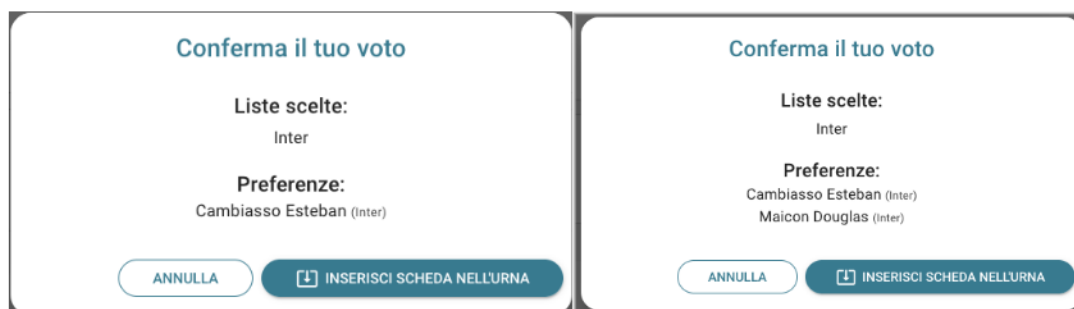 Conferma il tuo voto
Liste scelte:
Inter
Preferenze:
Cambiasso Esteban (Inter)
ANNULLA
INSERISCI SCHEDA NELL'URNA
Conferma il tuo voto
Liste scelte:
Inter
Preferenze:
Cambiasso Esteban (Inter)
Maicon Douglas (Inter)
ANNULLA
INSERISCI SCHEDA NELL'URNA